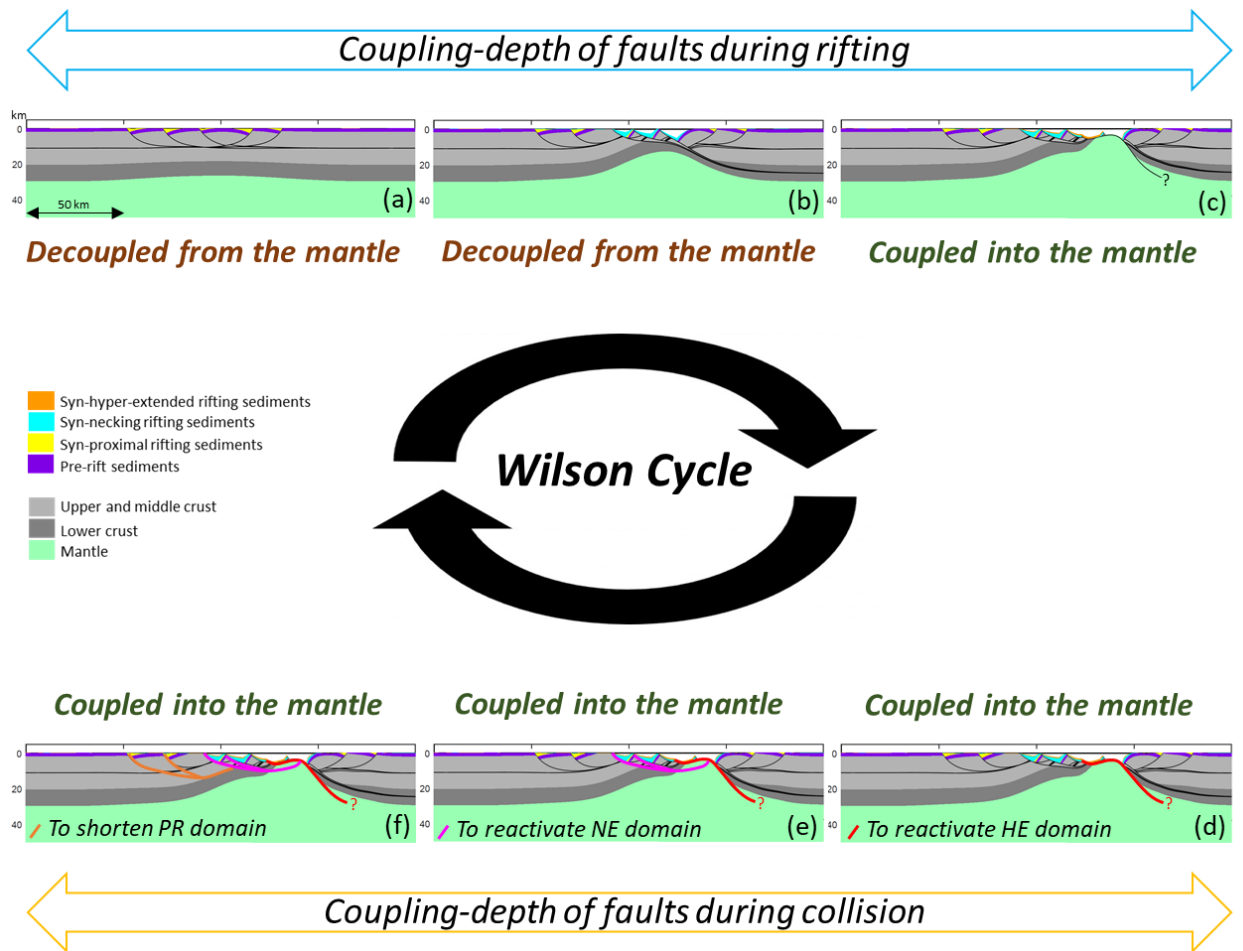 Coupling-depth of faults during rifting
km
0
20
40
50 km
(a)
0
20
40
(b)
0
20
40
?
(c)
Decoupled from the mantle
Decoupled from the mantle
Coupled into the mantle
Syn-hyper-extended rifting sediments
Syn-necking rifting sediments
Syn-proximal rifting sediments
Pre-rift sediments
Upper and middle crust
Lower crust
Mantle
Wilson Cycle
Coupled into the mantle
Coupled into the mantle
Coupled into the mantle
0
20
40
?
To shorten PR domain
(f)
0
20
40
?
To reactivate NE domain
(e)
0
20
40
?
To reactivate HE domain
(d)
Coupling-depth of faults during collision